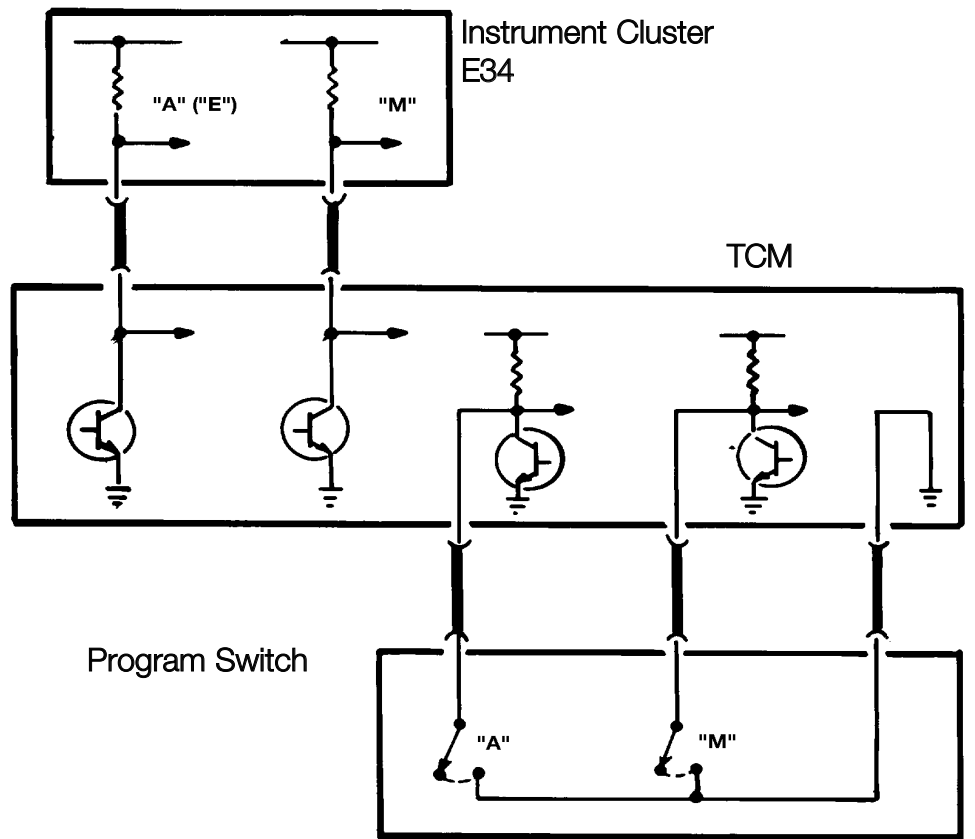 Instrument Cluster
E34
"A" ("E")
"M"
TCM
Program Switch
"A"
"M"